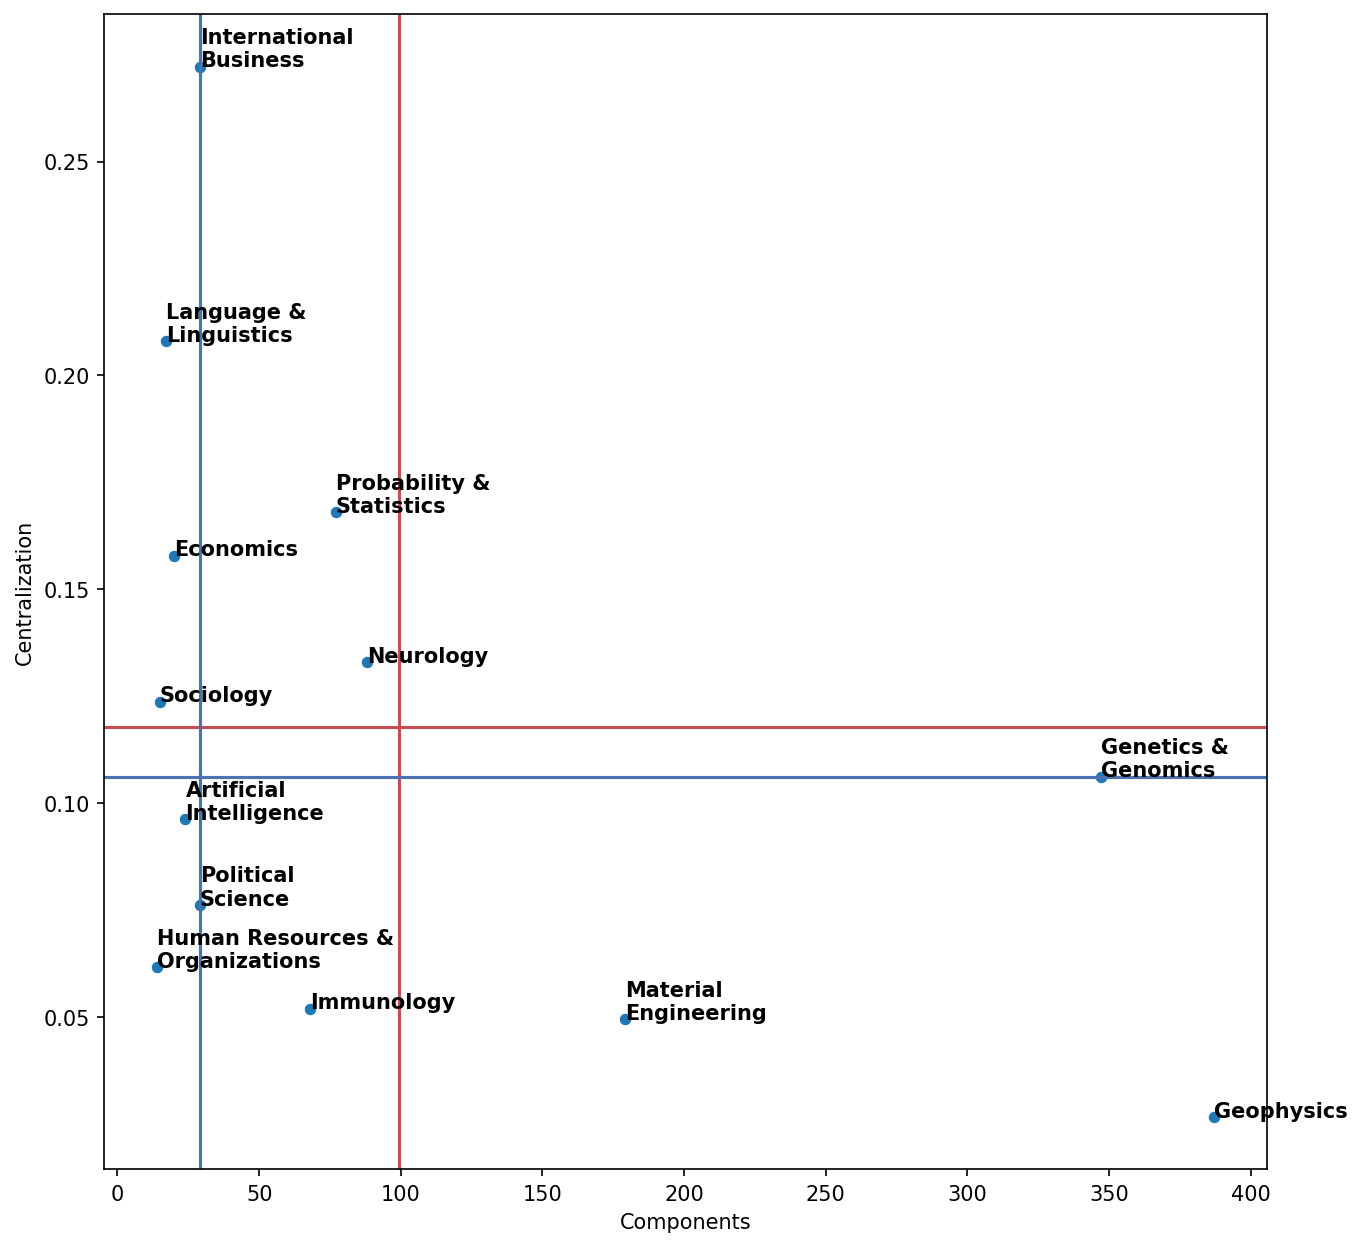 International
Business
0.25
Language &
Linguistics
0.20
Probability &
Statistics
Economics
0.15
Centralization
Neurology
Sociology
Genetics &
Genomics
0.10
Artificial
Intelligence
Political
Science
Human Resources &
Organizations
Immunology
Material
Engineering
0.05
Geophysics
0 50 100 150 200 250 300 350 400
Components